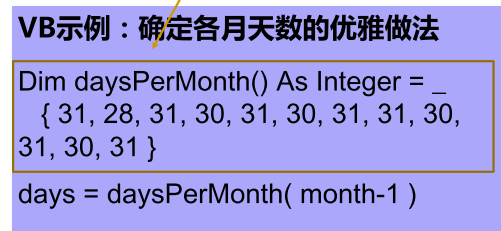 VB示例：确定各月天数的优雅做法
Dim daysPerMonth() As Integer = _
{ 31, 28, 31, 30, 31, 30, 31, 31, 30,
31, 30, 31 }
days = daysPerMonth( month-1 )